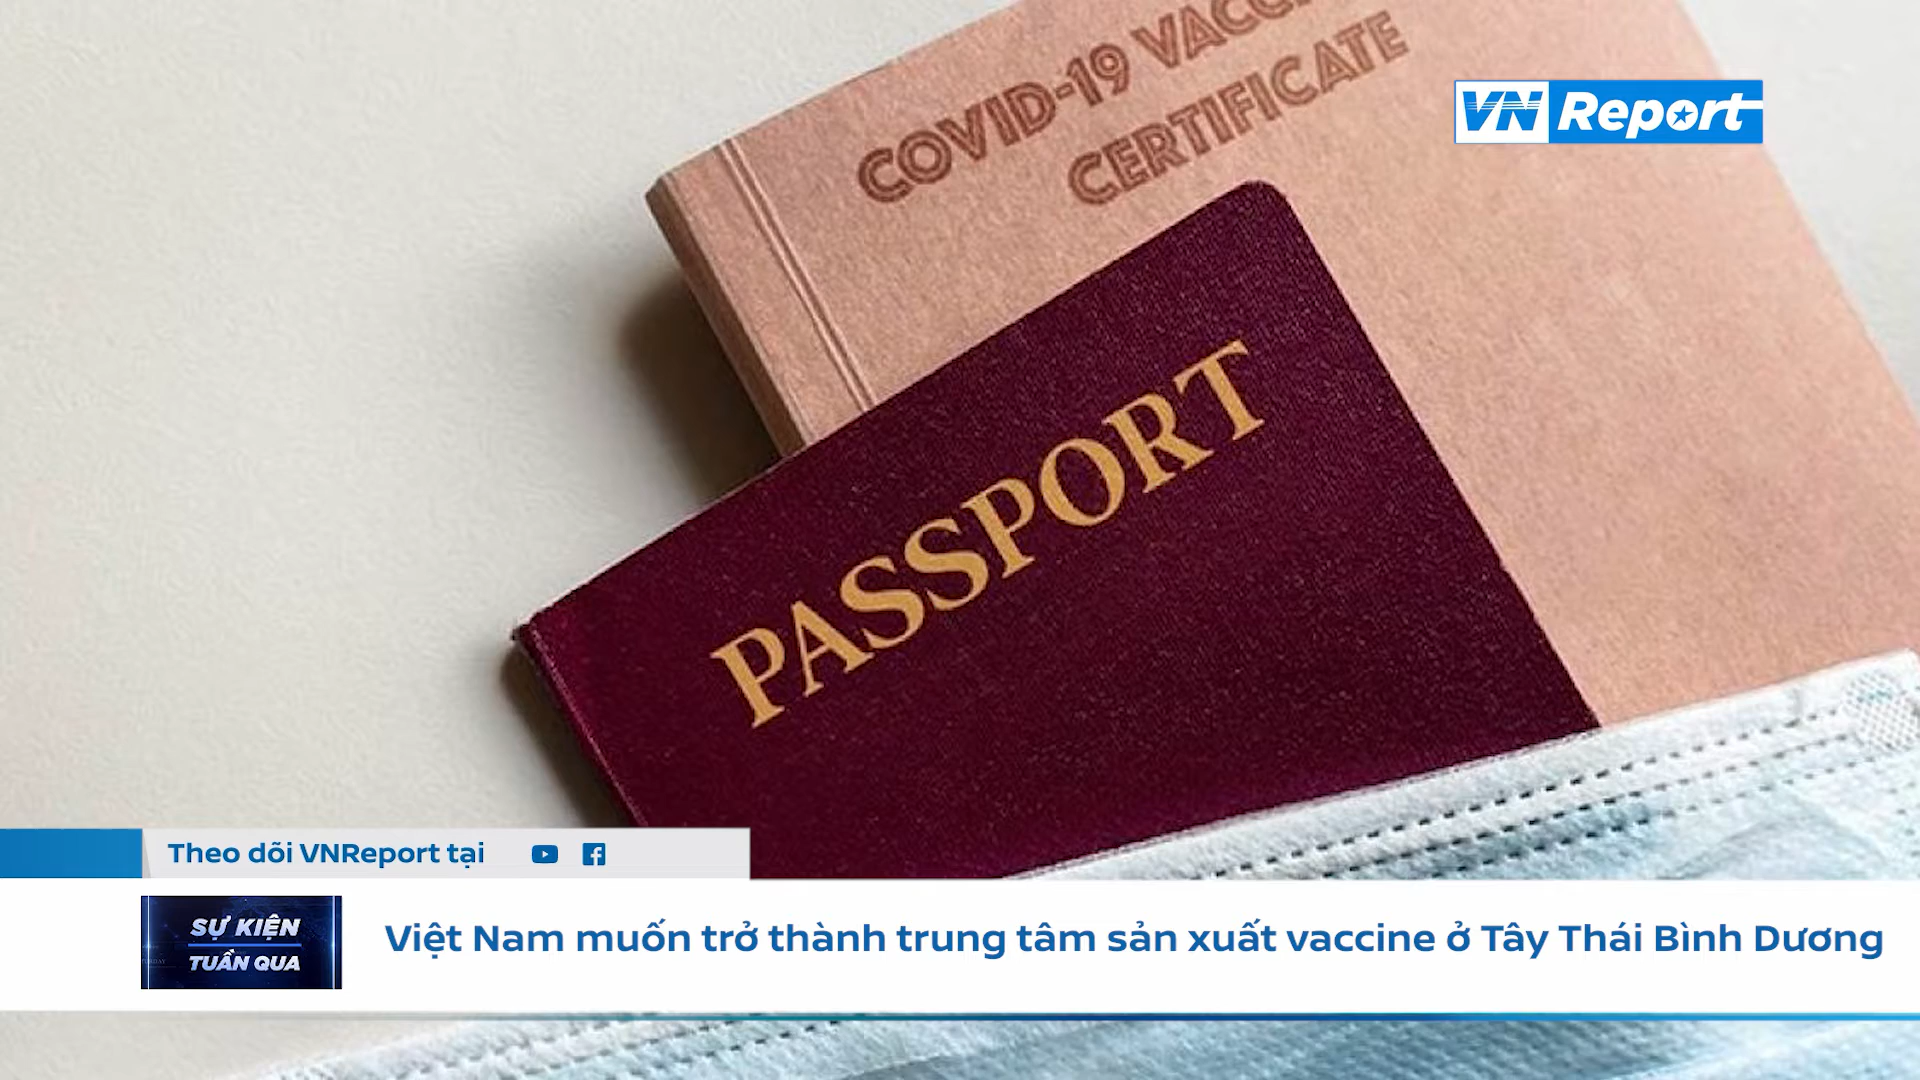 COVID-19
CERTIFICATE
VN Report
PASSPORT
Theo dõi VNReport tại
SỰ KIỆN
TUẦN QUA
Việt Nam muốn trở thành trung tâm sản xuất vaccine ở Tây Thái Bình Dương